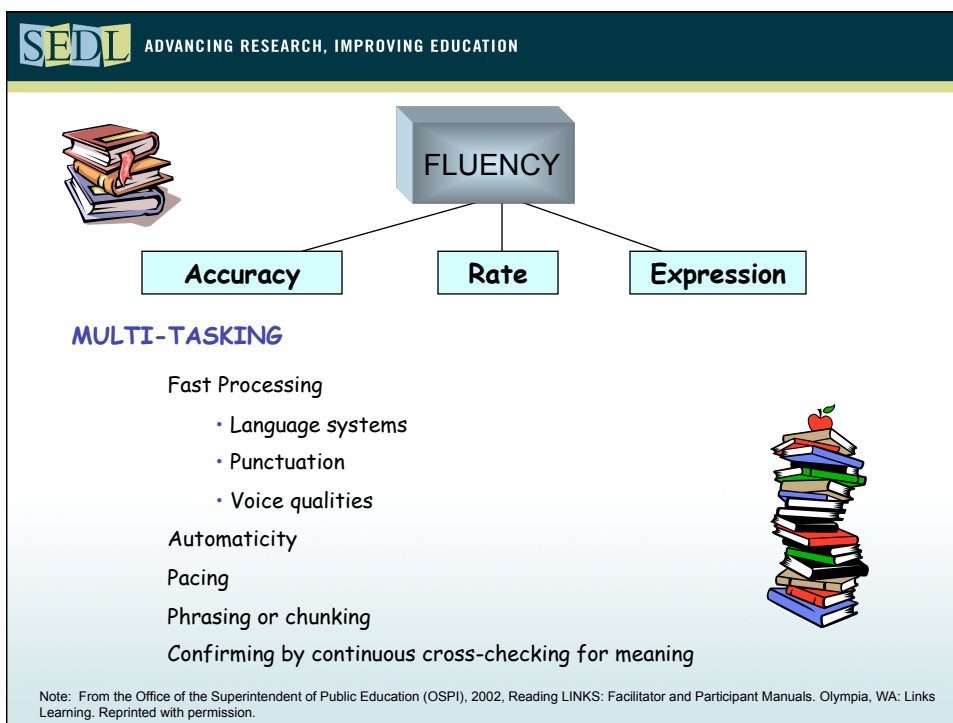 SEDL ADVANCING RESEARCH, IMPROVING EDUCATION
FLUENCY
Accuracy Rate Expression
MULTI-TASKING
Fast Processing
• Language systems
• Punctuation
• Voice qualities
Automaticity
Pacing
Phrasing or chunking
Confirming by continuous cross-checking for meaning
Note: From the Office of the Superintendent of Public Education (OSPI), 2002, Reading LINKS: Facilitator and Participant Manuals. Olympia, WA: Links
Learning. Reprinted with permission.